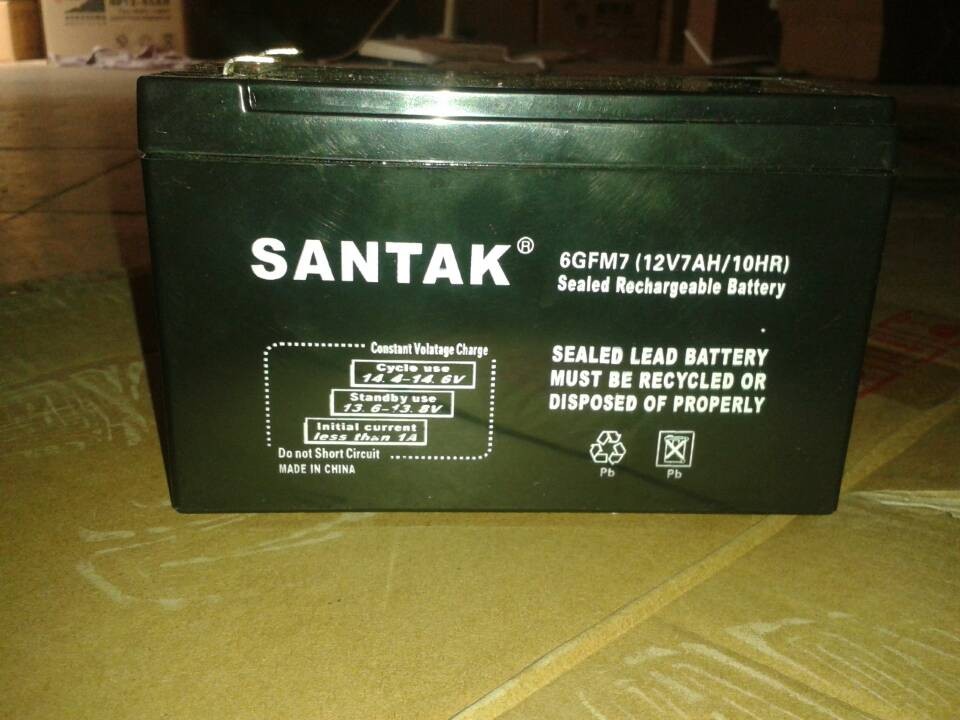 SANTAK®
6GFM7 (12V7AH/10HR)
Sealed Rechargeable Battery
Constant Volatage Charge
Cyclo use
14.4-14.6V
Standby use
13.6-13.8V
Initial current
less than 1A
Do not Short Circuit
MADE IN CHINA
SEALED LEAD BATTERY
MUST BE RECYCLED OR
DISPOSED OF PROPERLY
Pb
Pb